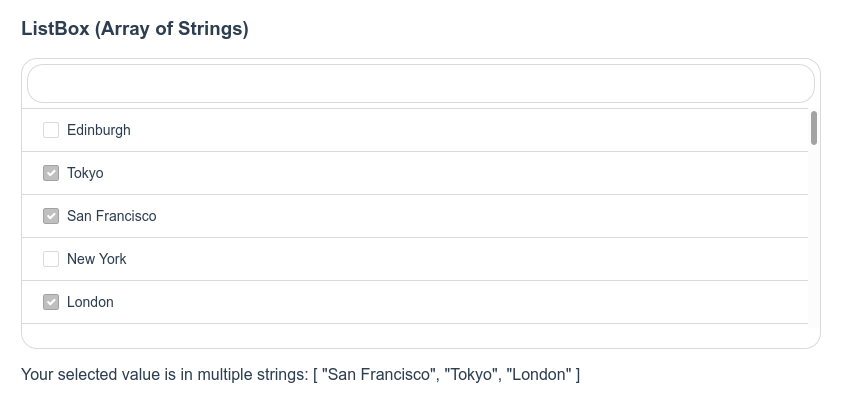 ListBox (Array of Strings)
Edinburgh
Tokyo
San Francisco
New York
London
Your selected value is in multiple strings: [ "San Francisco", "Tokyo", "London" ]